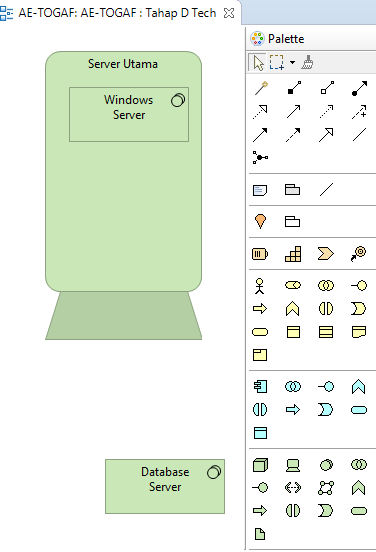 AE-TOGAF: AE-TOGAF : Tahap D Tech
Palette
Server Utama
Windows
Server
Database
Server